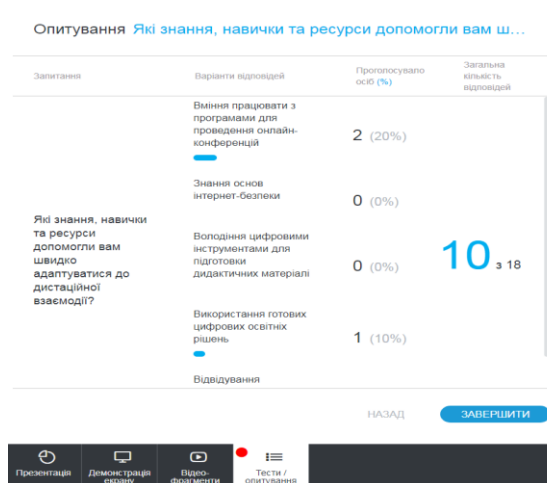 Опитування Які знання, навички та ресурси допомогли вам ш...
Запитання
Варіанти відповідей
Проголосувало
осіб (%)
Загальна
кількість
відповідей
Які знання, навички
та ресурси
допомогли вам
швидко
адаптуватися до
дистаційної
взаємодії?
Вміння працювати з
програмами для
проведення онлайн-
конференцій
2 (20%)
Знання основ
інтернет-безпеки
0 (0%)
Володіння цифровими
інструментами для
підготовки
дидактичних матеріалі
0 (0%)
Використання готових
цифрових освітніх
рішень
1 (10%)
Відвідування
10 з 18
НАЗАД
ЗАВЕРШИТИ
Презентація
Демонстрація
екрану
Відео-
фрагменти
Тести /
опитування